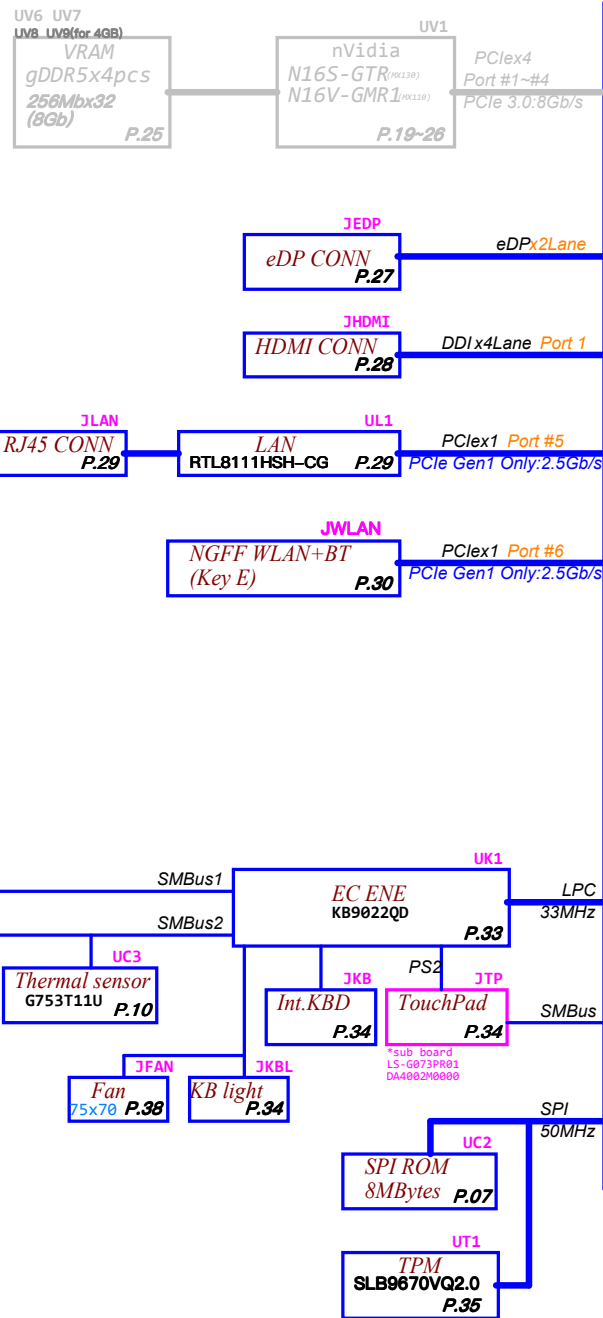 UV6 UV7
UV8 UV9(for 4GB)
VRAM
gDDR5x4pcs
256Mbx32
(8Gb)
P.25
UV1
nVidia
N16S-GTR(MX130)
N16V-GMR1(MX110)
P.19~26
PCIex4
Port #1~#4
PCIe 3.0:8Gb/s
JEDP
eDP CONN
P.27
eDPx2Lane
JHDMI
HDMI CONN
P.28
DDI x4Lane Port 1
JLAN
RJ45 CONN
P.29
UL1
LAN
RTL8111HSH-CG P.29
PCIex1 Port #5
PCIe Gen1 Only:2.5Gb/s
JWLAN
NGFF WLAN+BT
(Key E)
P.30
PCIex1 Port #6
PCIe Gen1 Only:2.5Gb/s
SMBus1
SMBus2
UK1
EC ENE
KB9022QD
P.33
LPC
33MHz
UC3
Thermal sensor
G753T11U
P.10
JKB
Int.KBD
P.34
PS2
JTP
TouchPad
P.34
*sub board
LS-G073PR01
DA4002M0000
SMBus
JFAN
Fan
75x70 P.38
JKBL
KB light
P.34
SPI
50MHz
UC2
SPI ROM
8MBytes P.07
UT1
TPM
SLB9670VQ2.0
P.35